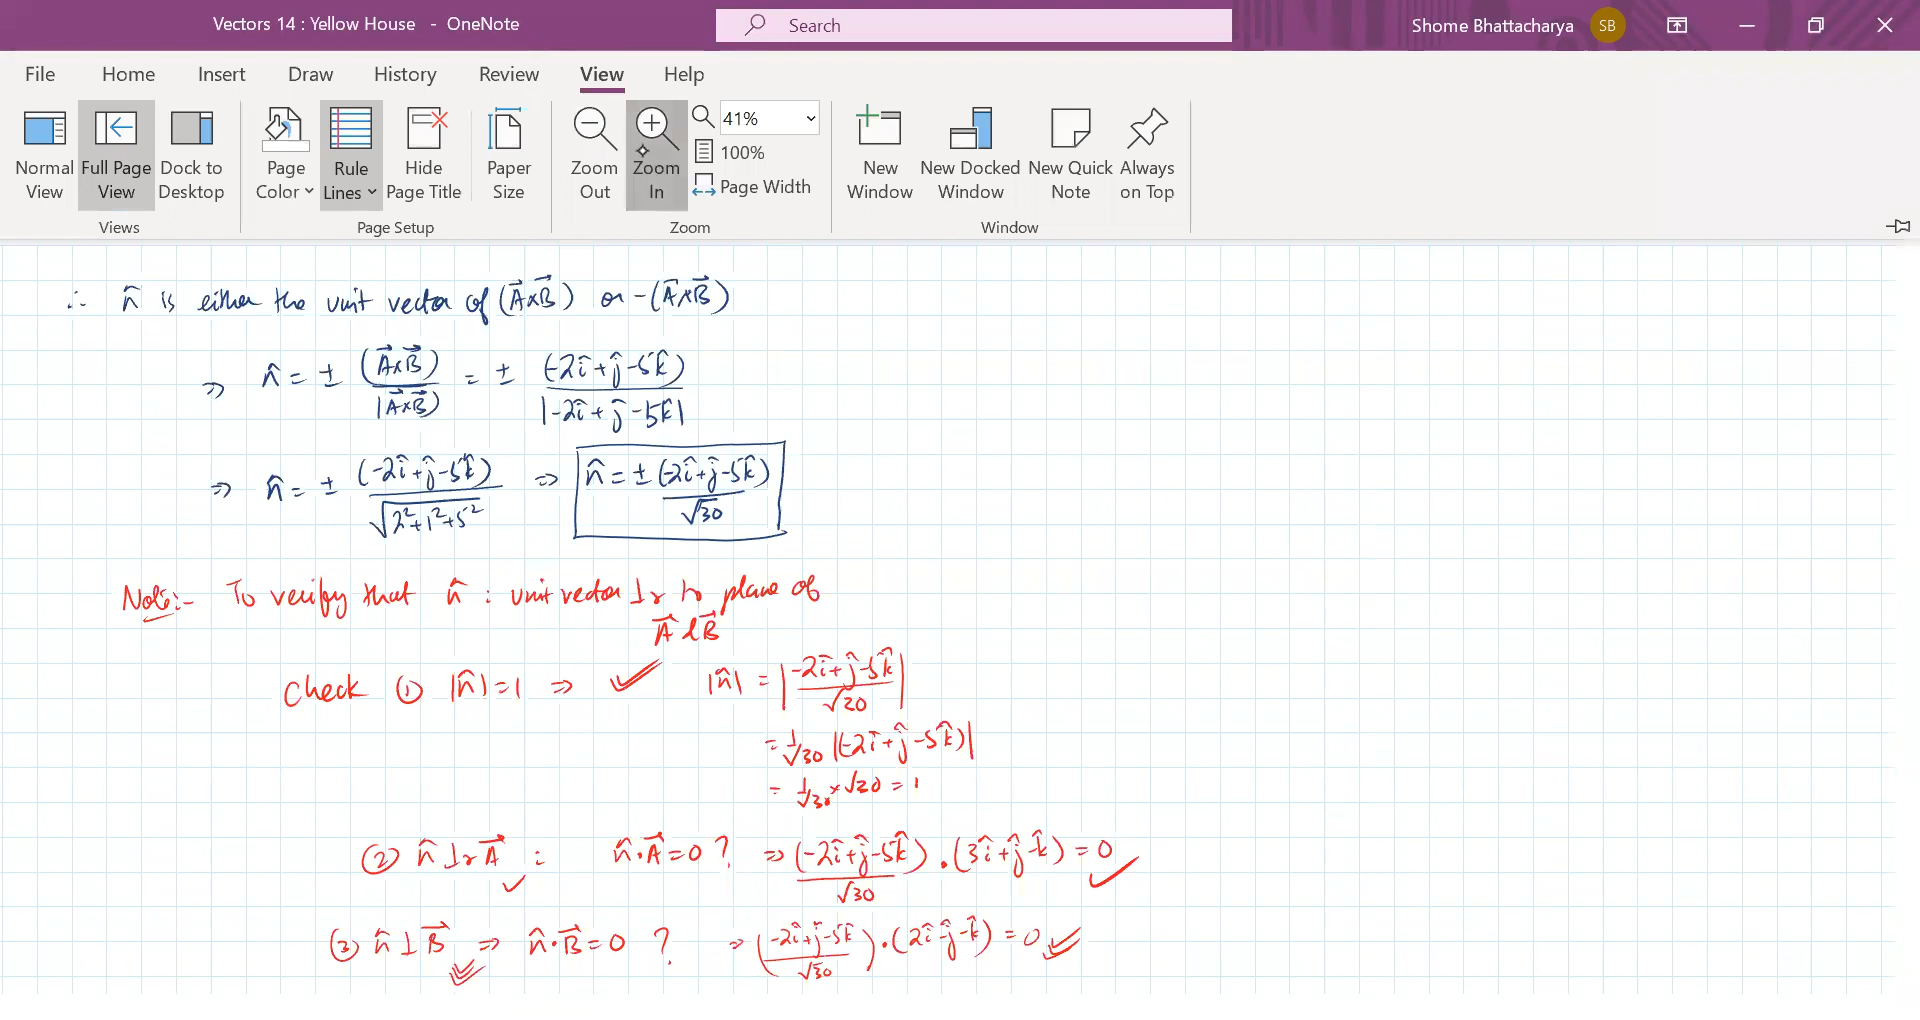 Vectors 14 : Yellow House - OneNote
Search
Shome Bhattacharya SB
File Home Insert Draw History Review View Help
Normal View
Full Page View
Dock to Desktop
Views
Page Color
Rule Lines
Hide Page Title
Paper Size
Page Setup
Zoom Out
Zoom In
41%
100%
Page Width
Zoom
New Window
New Docked Window
New Quick Note
Always on Top
Window
∴ n̂ is either the unit vector of (A⃗×B⃗) or -(A⃗×B⃗)
⇒ n̂ = ± (A⃗×B⃗)/|A⃗×B⃗| = ± (-2î+ĵ-5k̂)/|-2î+ĵ-5k̂|
⇒ n̂ = ± (-2î+ĵ-5k̂)/√(2²+1²+5²) ⇒ n̂ = ± (-2î+ĵ-5k̂)/√30
Note:- To verify that n̂ : unit vector ⊥r to plane of
A⃗ & B⃗
Check ① |n̂|=1 ⇒ ✓ |n̂| = |(-2î+ĵ-5k̂)/√30|
= 1/√30 |(-2î+ĵ-5k̂)|
= 1/√30 × √30 = 1
② n̂ ⊥r A⃗ ✓ : n̂·A⃗=0 ? ⇒ (-2î+ĵ-5k̂)/√30 · (3î+ĵ-k̂) = 0 ✓
③ n̂ ⊥ B⃗ ✓ ⇒ n̂·B⃗=0 ? ⇒ ((-2î+ĵ-5k̂)/√30) · (2î-ĵ-k̂) = 0 ✓